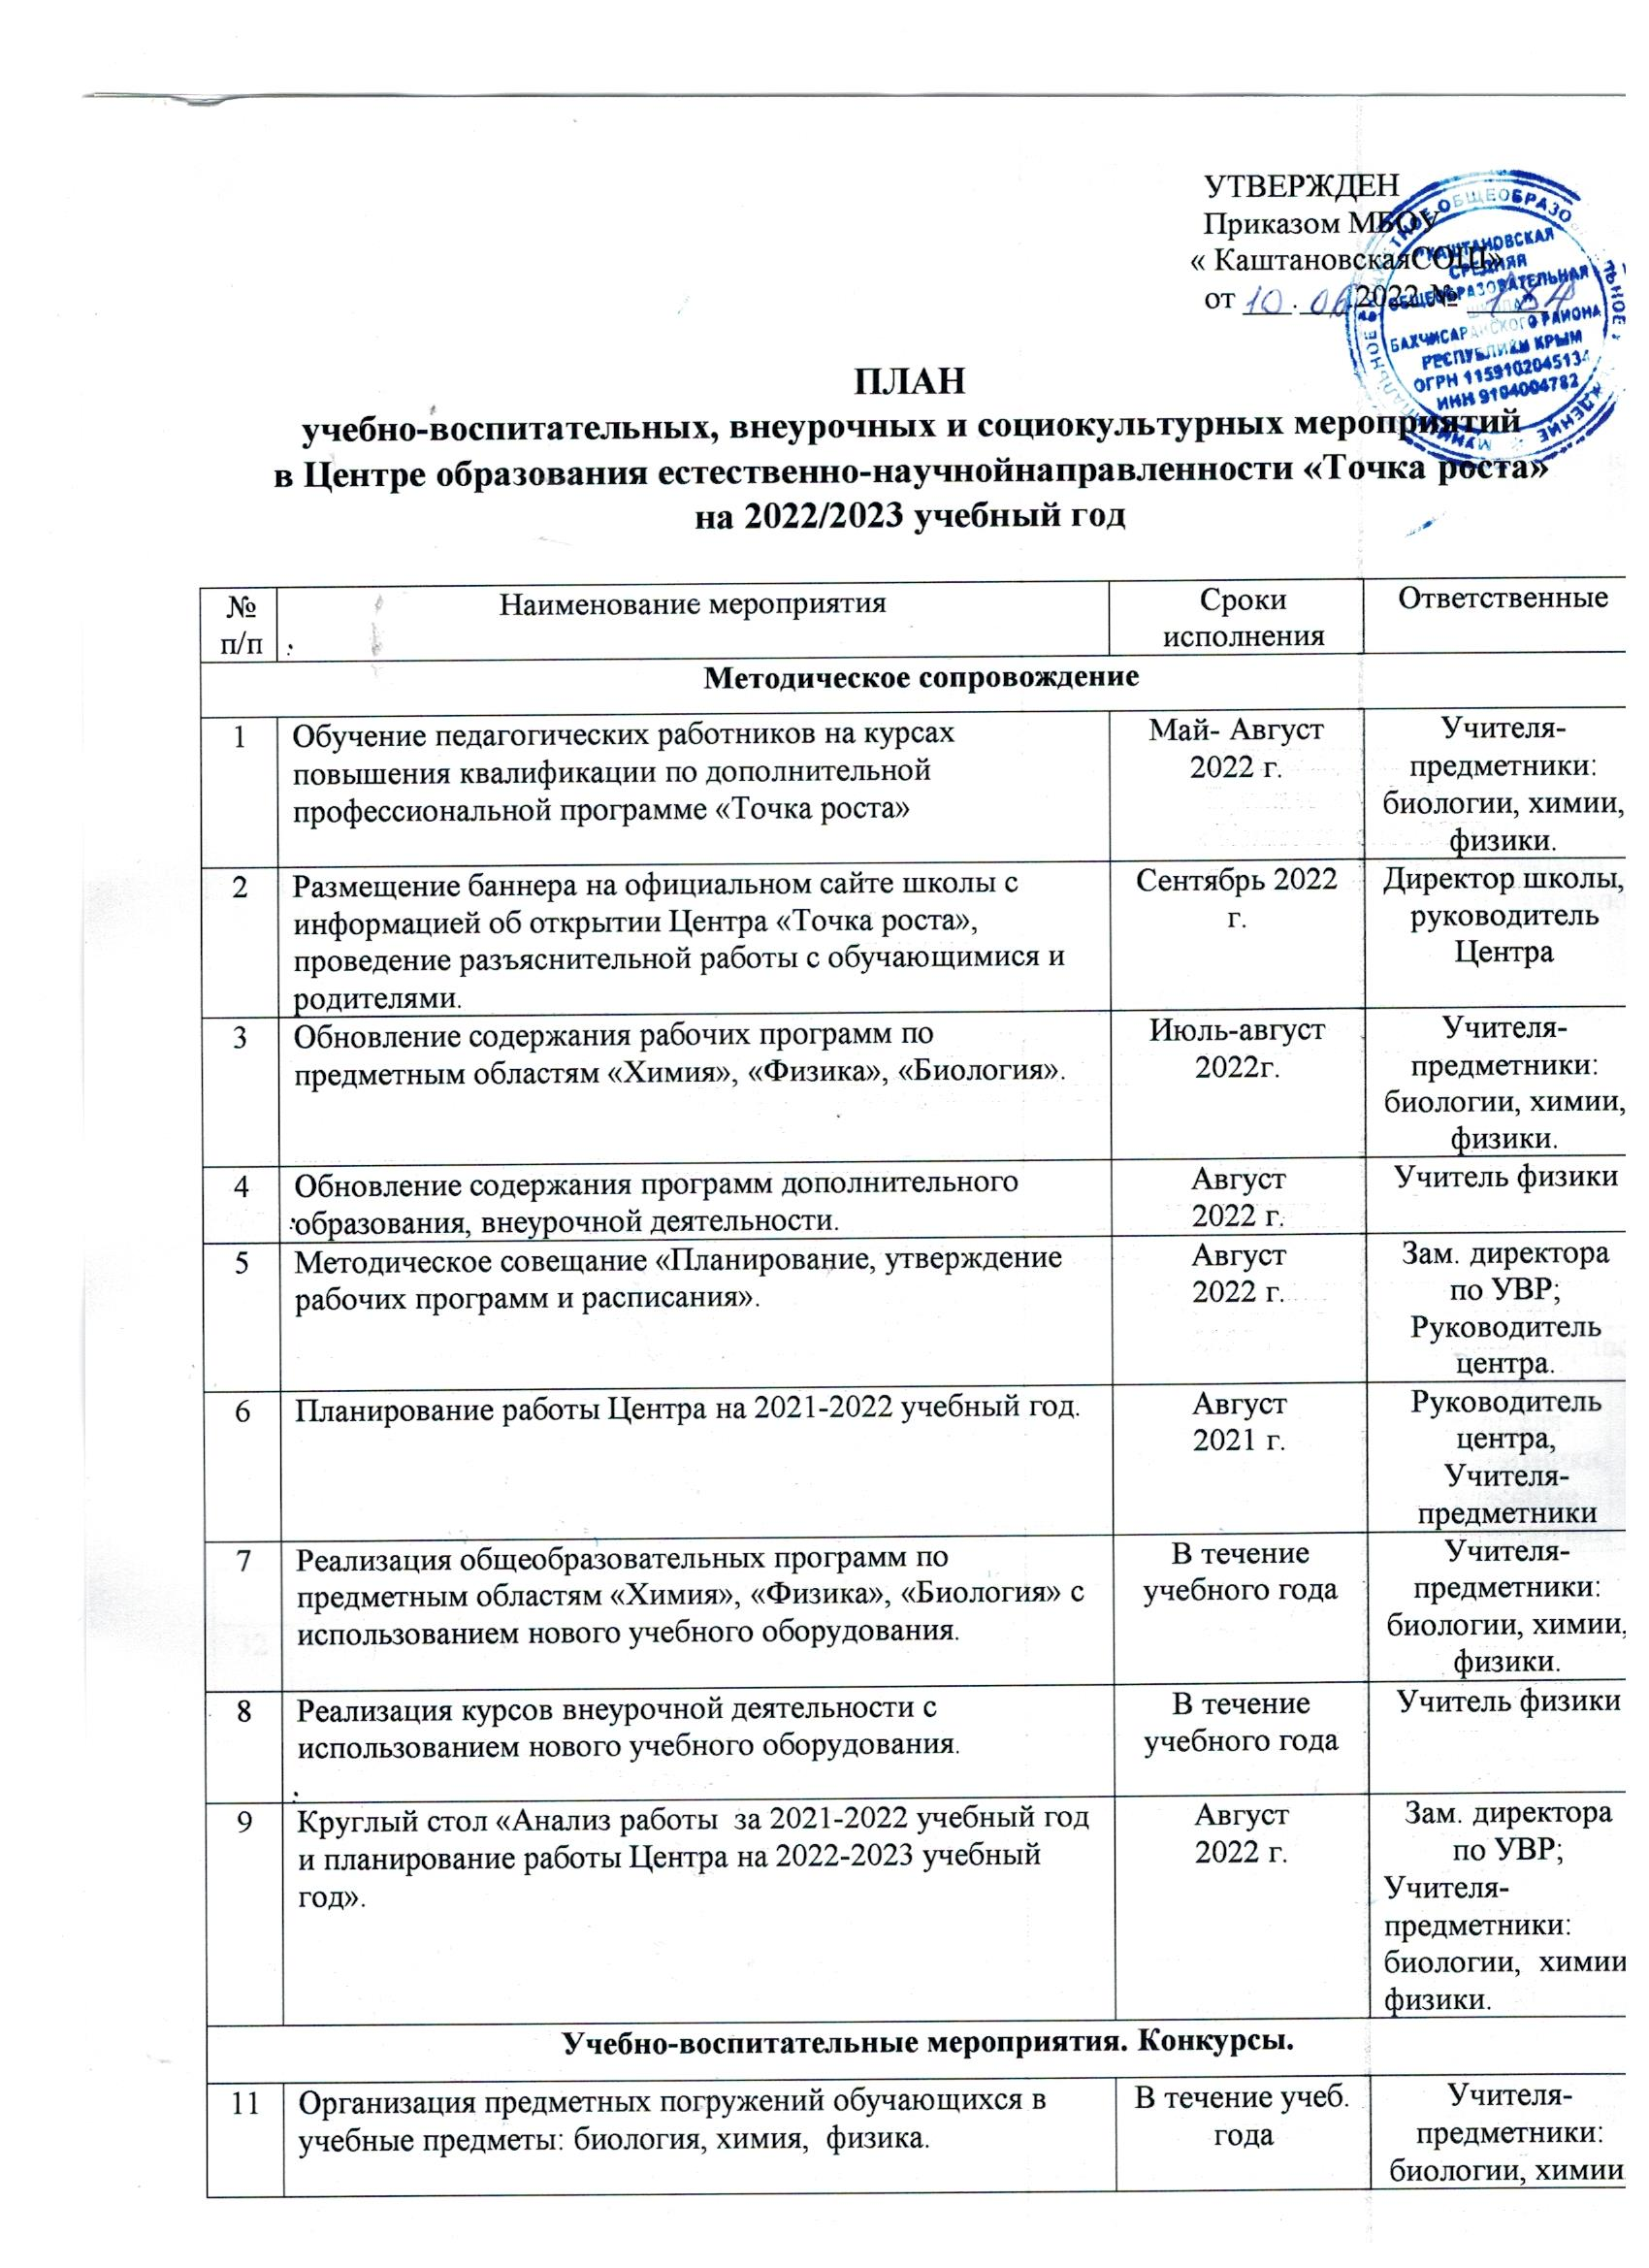 УТВЕРЖДЕН
Приказом МБОУ
« КаштановскаяСОШ»
от 10.06.2022 №
"КАШТАНОВСКАЯ
СРЕДНЯЯ
ОБЩЕОБРАЗОВАТЕЛЬНАЯ
ШКОЛА"
БАХЧИСАРАЙСКОГО РАЙОНА
РЕСПУБЛИКИ КРЫМ
ОГРН 1159102045134
ИНН 9104004782
ПЛАН
учебно-воспитательных, внеурочных и социокультурных мероприятий
в Центре образования естественно-научнойнаправленности «Точка роста»
на 2022/2023 учебный год
№ п/п
Наименование мероприятия
Сроки
исполнения
Ответственные
Методическое сопровождение
1
Обучение педагогических работников на курсах
повышения квалификации по дополнительной
профессиональной программе «Точка роста»
Май- Август
2022 г.
Учителя-
предметники:
биологии, химии,
физики.
2
Размещение баннера на официальном сайте школы с
информацией об открытии Центра «Точка роста»,
проведение разъяснительной работы с обучающимися и
родителями.
Сентябрь 2022
г.
Директор школы,
руководитель
Центра
3
Обновление содержания рабочих программ по
предметным областям «Химия», «Физика», «Биология».
Июль-август
2022г.
Учителя-
предметники:
биологии, химии,
физики.
4
Обновление содержания программ дополнительного
образования, внеурочной деятельности.
Август
2022 г.
Учитель физики
5
Методическое совещание «Планирование, утверждение
рабочих программ и расписания».
Август
2022 г.
Зам. директора
по УВР;
Руководитель
центра.
6
Планирование работы Центра на 2021-2022 учебный год.
Август
2021 г.
Руководитель
центра,
Учителя-
предметники
7
Реализация общеобразовательных программ по
предметным областям «Химия», «Физика», «Биология» с
использованием нового учебного оборудования.
В течение
учебного года
Учителя-
предметники:
биологии, химии,
физики.
8
Реализация курсов внеурочной деятельности с
использованием нового учебного оборудования.
В течение
учебного года
Учитель физики
9
Круглый стол «Анализ работы за 2021-2022 учебный год
и планирование работы Центра на 2022-2023 учебный
год».
Август
2022 г.
Зам. директора
по УВР;
Учителя-
предметники:
биологии, химии
физики.
Учебно-воспитательные мероприятия. Конкурсы.
11
Организация предметных погружений обучающихся в
учебные предметы: биология, химия, физика.
В течение учеб.
года
Учителя-
предметники:
биологии, химии